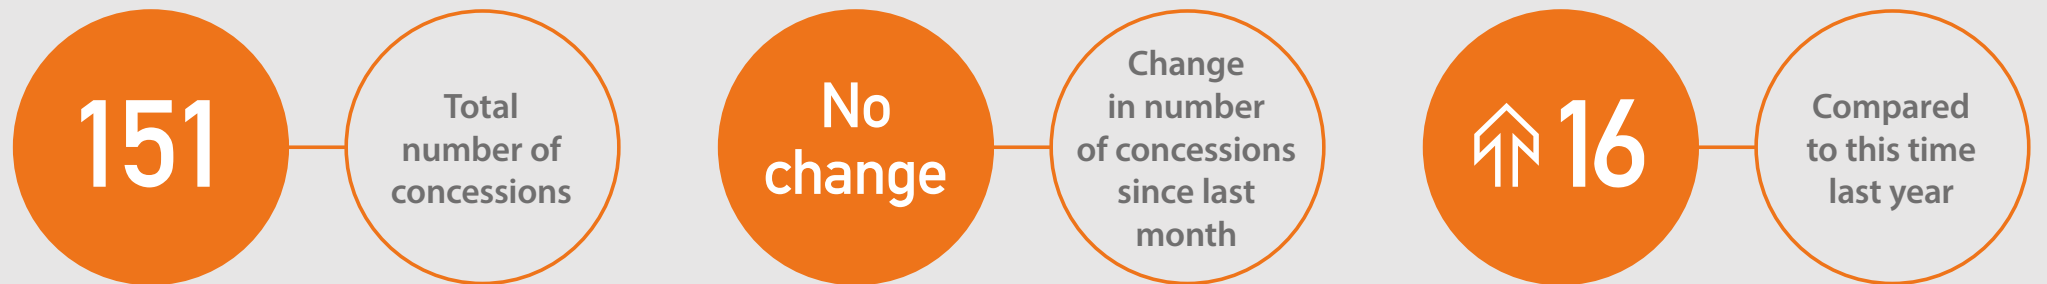 151
Total
number of
concessions
No
change
Change
in number
of concessions
since last
month
16
Compared
to this time
last year